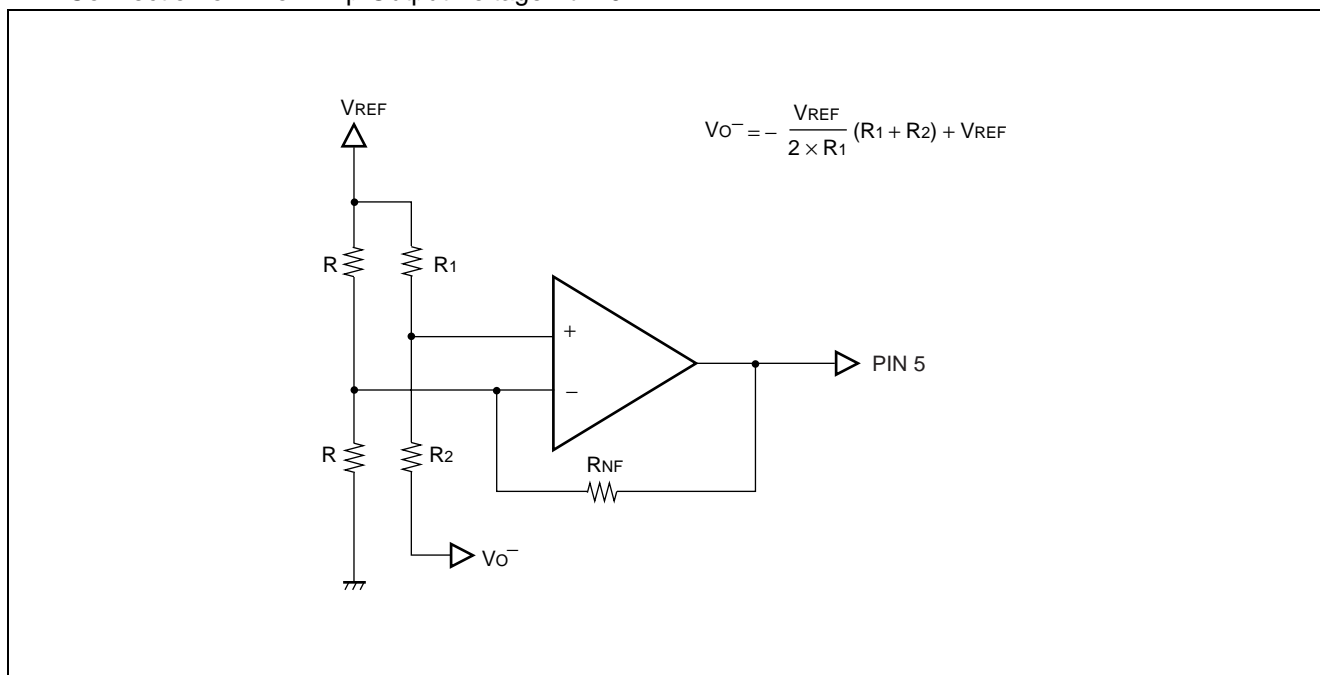 VREF
VO− = − VREF / 2 × R1 (R1 + R2) + VREF
R
R1
+
PIN 5
−
R
R2
RNF
VO−